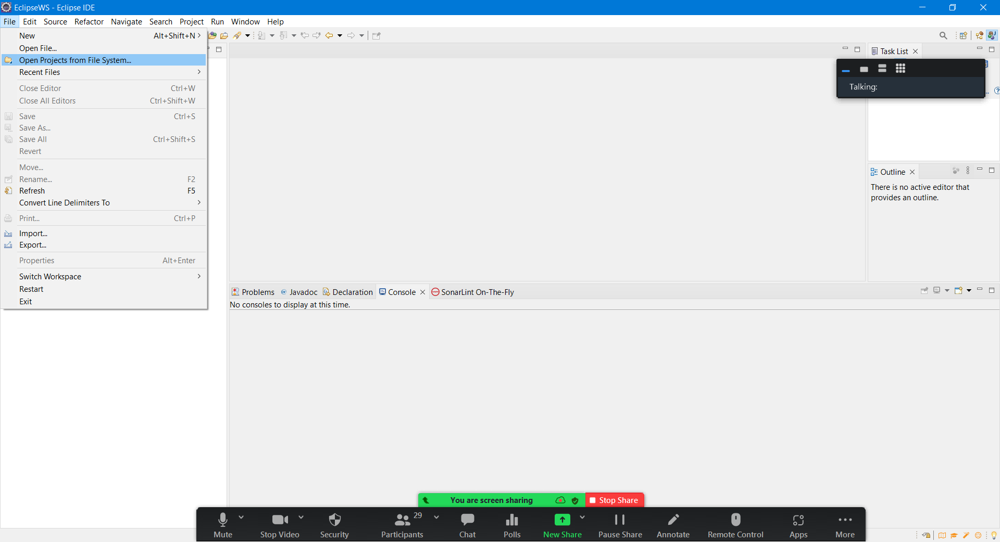 EclipseWS - Eclipse IDE
File Edit Source Refactor Navigate Search Project Run Window Help
New Alt+Shift+N
Open File...
Open Projects from File System...
Recent Files
Close Editor Ctrl+W
Close All Editors Ctrl+Shift+W
Save Ctrl+S
Save As...
Save All Ctrl+Shift+S
Revert
Move...
Rename... F2
Refresh F5
Convert Line Delimiters To
Print... Ctrl+P
Import...
Export...
Properties Alt+Enter
Switch Workspace
Restart
Exit
Task List
Talking:
Outline
There is no active editor that
provides an outline.
Problems @ Javadoc Declaration Console SonarLint On-The-Fly
No consoles to display at this time.
You are screen sharing Stop Share
29
Mute Stop Video Security Participants Chat Polls New Share Pause Share Annotate Remote Control Apps More